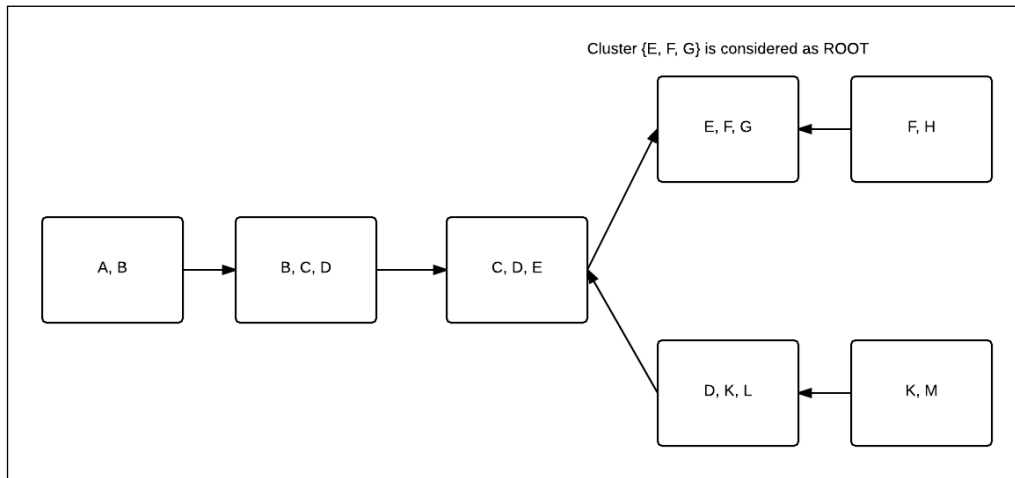 Cluster {E, F, G} is considered as ROOT
E, F, G
F, H
A, B
B, C, D
C, D, E
D, K, L
K, M